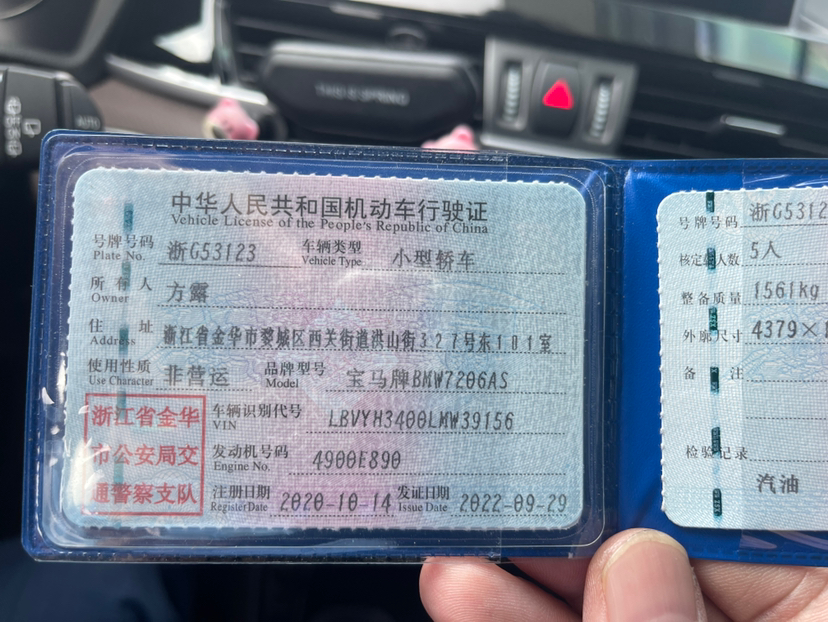 THIS IS SPRING
AUTO
中华人民共和国机动车行驶证
Vehicle License of the People's Republic of China
号牌号码 浙G53123 车辆类型 小型轿车
Plate No. Vehicle Type
所有人 方露
Owner
住址 浙江省金华市婺城区西关街道洪山街327号东101室
Address
使用性质 非营运 品牌型号 宝马牌BMW7206AS
Use Character Model
浙江省金华
市公安局交
通警察支队
车辆识别代号 LBVYH3400LMW39156
VIN
发动机号码 4900E890
Engine No.
注册日期 2020-10-14 发证日期 2022-09-29
Register Date Issue Date
号牌号码 浙G5312
核定载人数 5人
整备质量 1561kg
外廓尺寸 4379×
备注
检验记录
汽油